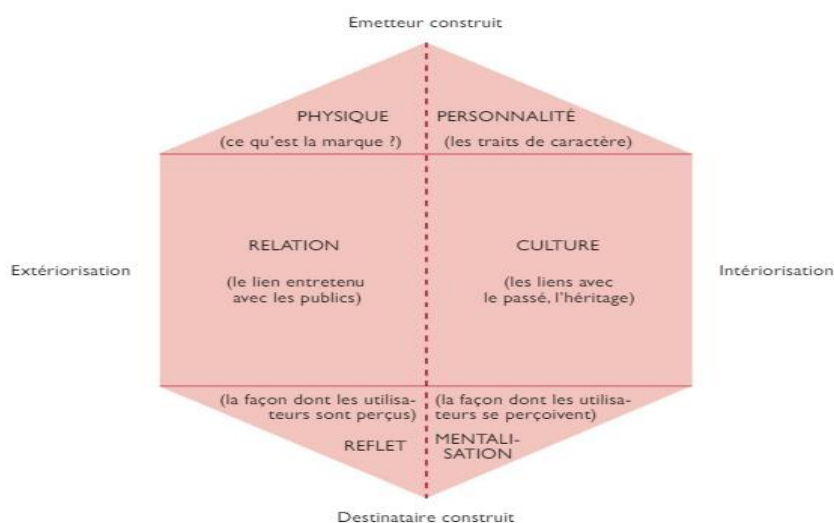 Emetteur construit
PHYSIQUE
(ce qu'est la marque ?)
PERSONNALITÉ
(les traits de caractère)
Extériorisation
RELATION
(le lien entretenu
avec les publics)
CULTURE
(les liens avec
le passé, l'héritage)
Intériorisation
(la façon dont les utilisa-
teurs sont perçus)
REFLET
(la façon dont les utilisa-
teurs se perçoivent)
MENTALI-
SATION
Destinataire construit